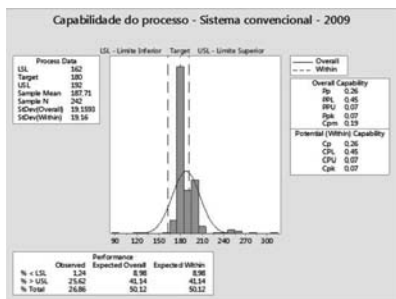 Capabilidade do processo - Sistema convencional - 2009
LSL - Limite Inferior Target USL - Limite Superior
Process Data
LSL 162
Target 180
USL 192
Sample Mean 187.71
Sample N 242
StDev(Overall) 19.1593
StDev(Within) 19.16
Overall
Within
Overall Capability
Pp 0,26
PPL 0,45
PPU 0,07
Ppk 0,07
Cpm 0,19
Potential (Within) Capability
Cp 0,26
CPL 0,45
CPU 0,07
Cpk 0,07
90 120 150 180 210 240 270 300
Performance
Observed Expected Overall Expected Within
% < LSL 1,24 8,98 8,98
% > USL 25,62 41,14 41,14
% Total 26,86 50,12 50,12